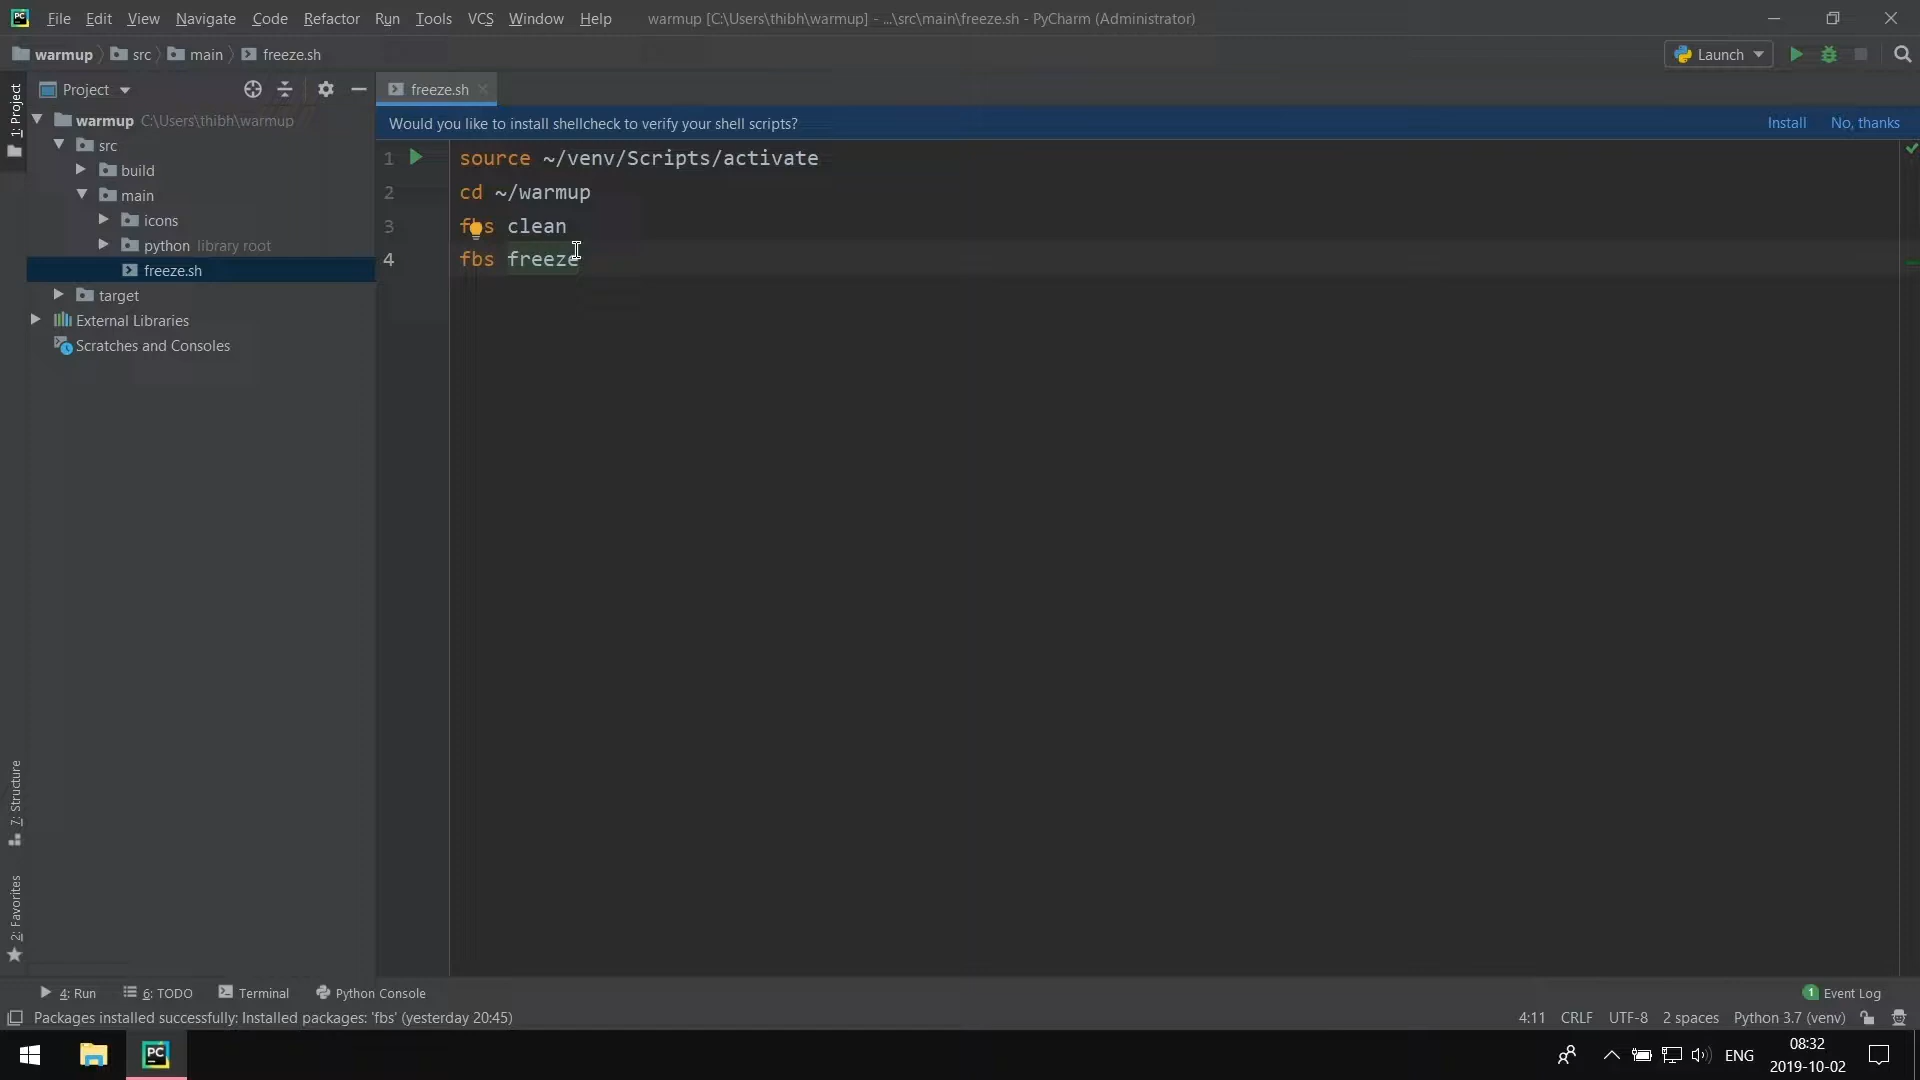 PC File Edit View Navigate Code Refactor Run Tools VCS Window Help warmup [C:\Users\thibh\warmup] - ...\src\main\freeze.sh - PyCharm (Administrator)
warmup src main freeze.sh Launch
Project freeze.sh
1: Project
Would you like to install shellcheck to verify your shell scripts? Install No, thanks
warmup C:\Users\thibh\warmup
src
build
main
icons
python library root
freeze.sh
target
External Libraries
Scratches and Consoles
1 source ~/venv/Scripts/activate
2 cd ~/warmup
3 fbs clean
4 fbs freeze
7: Structure
2: Favorites
4: Run 6: TODO Terminal Python Console 1 Event Log
Packages installed successfully: Installed packages: 'fbs' (yesterday 20:45) 4:11 CRLF UTF-8 2 spaces Python 3.7 (venv)
PC ENG 08:32
2019-10-02